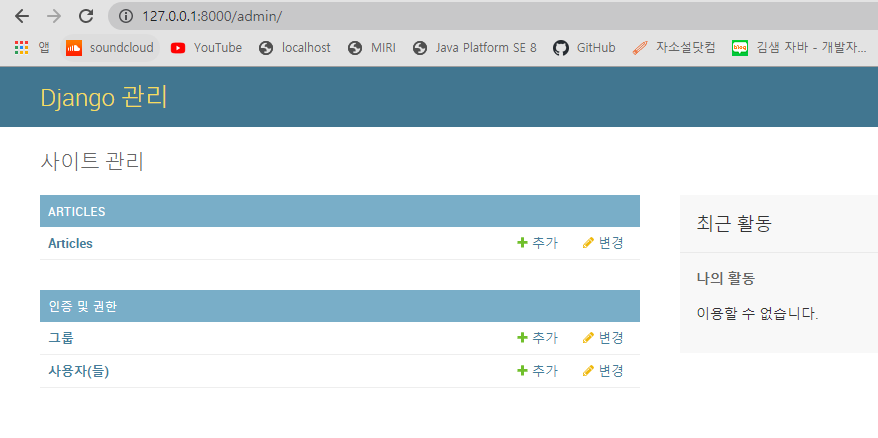 127.0.0.1:8000/admin/
앱 soundcloud YouTube localhost MIRI Java Platform SE 8 GitHub 자소설닷컴 blog 김샘 자바 - 개발자...
Django 관리
사이트 관리
ARTICLES
Articles 추가 변경
인증 및 권한
그룹 추가 변경
사용자(들) 추가 변경
최근 활동
나의 활동
이용할 수 없습니다.